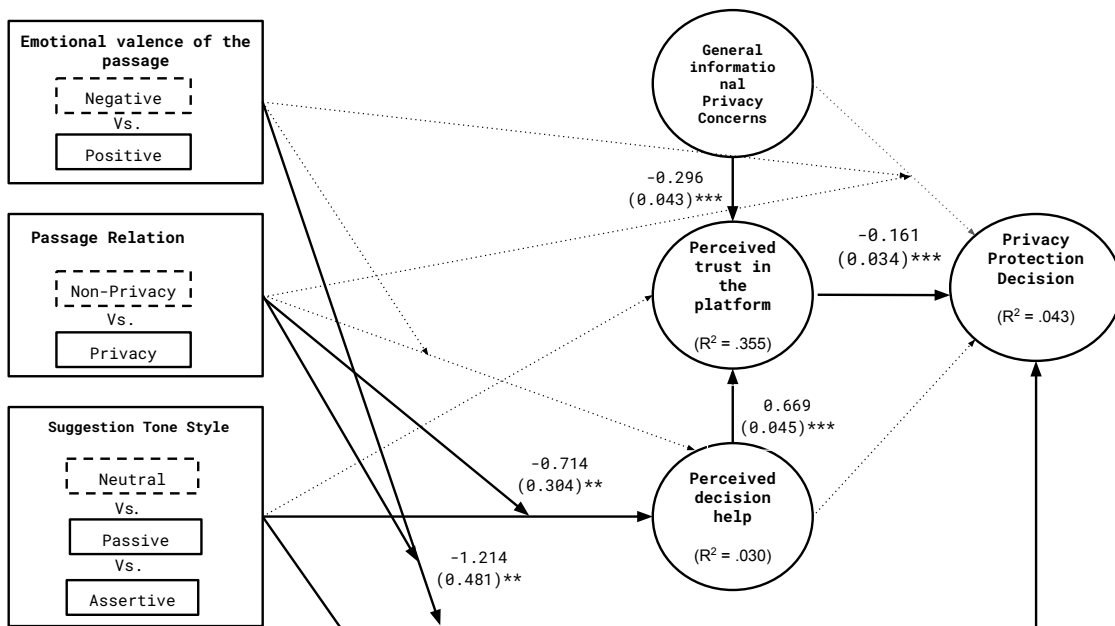 Emotional valence of the
passage
Negative
Vs.
Positive
Passage Relation
Non-Privacy
Vs.
Privacy
Suggestion Tone Style
Neutral
Vs.
Passive
Vs.
Assertive
General
informatio
nal
Privacy
Concerns
-0.296
(0.043)***
Perceived
trust in
the
platform
(R² = .355)
-0.161
(0.034)***
Privacy
Protection
Decision
(R² = .043)
0.669
(0.045)***
-0.714
(0.304)**
Perceived
decision
help
(R² = .030)
-1.214
(0.481)**